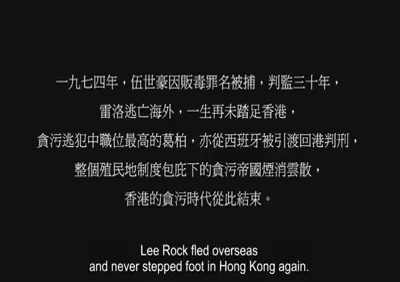 一九七四年，伍世豪因販毒罪名被捕，判監三十年，
雷洛逃亡海外，一生再未踏足香港，
貪污逃犯中職位最高的葛柏，亦從西班牙被引渡回港判刑，
整個殖民地制度包庇下的貪污帝國煙消雲散，
香港的貪污時代從此結束。
Lee Rock fled overseas
and never stepped foot in Hong Kong again.